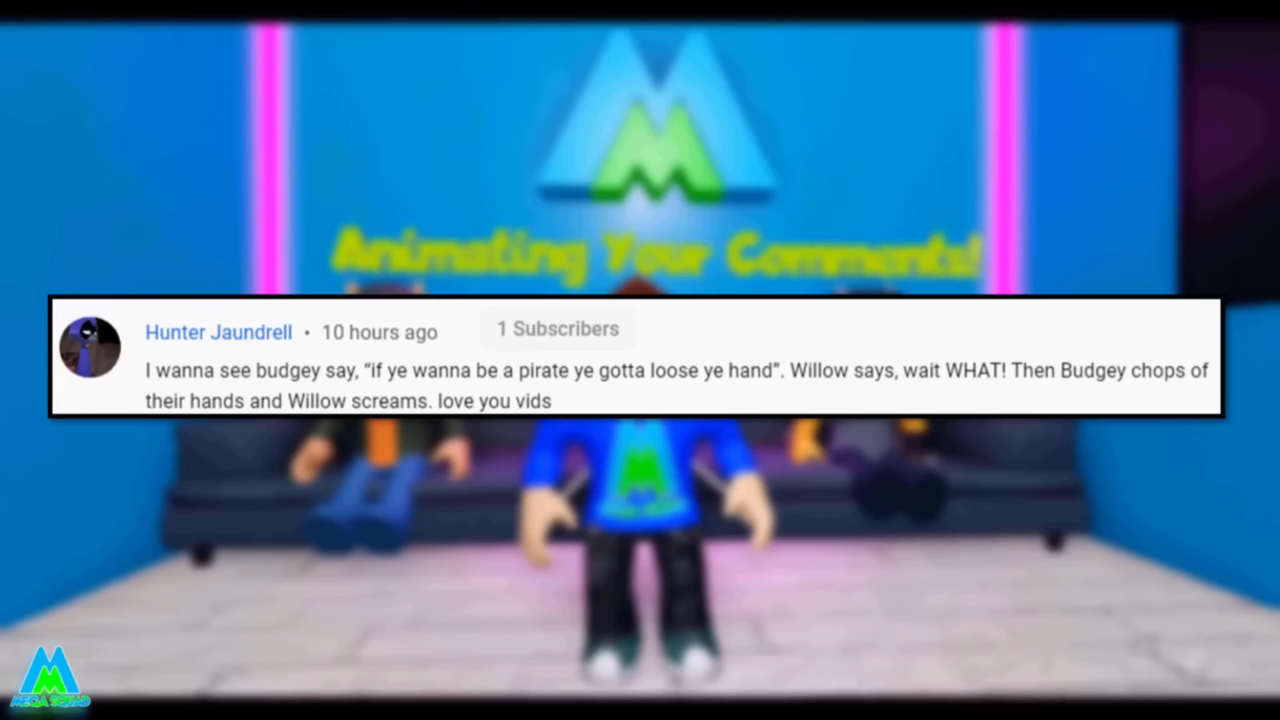 Animating Your Comments!
Hunter Jaundrell • 10 hours ago 1 Subscribers
I wanna see budgey say, “if ye wanna be a pirate ye gotta loose ye hand”. Willow says, wait WHAT! Then Budgey chops of
their hands and Willow screams. love you vids
MEGA SQUAD